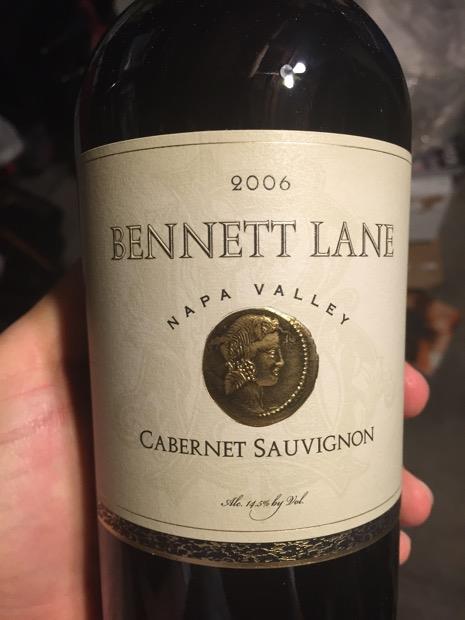 2006
BENNETT LANE
NAPA VALLEY
CABERNET SAUVIGNON
Alc. 14.5% by Vol.